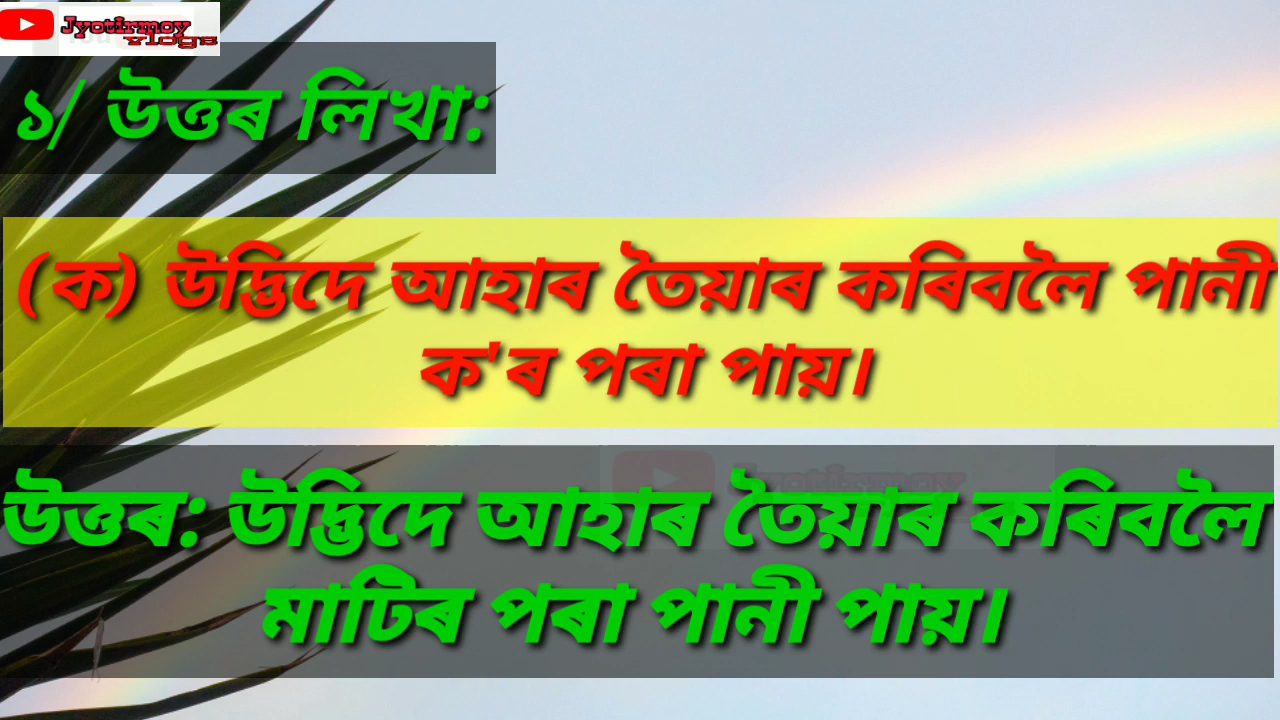 Jyotirmoy
vlogs
১/ উত্তৰ লিখা:
(ক) উদ্ভিদে আহাৰ তৈয়াৰ কৰিবলৈ পানী
ক'ৰ পৰা পায়।
উত্তৰ: উদ্ভিদে আহাৰ তৈয়াৰ কৰিবলৈ
মাটিৰ পৰা পানী পায়।